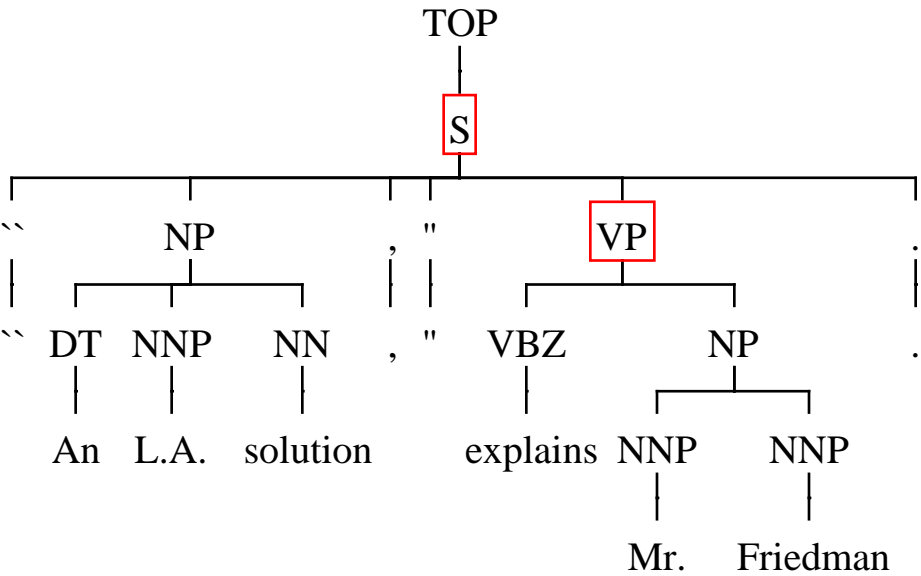 TOP
S
`` NP , " VP .
`` DT NNP NN , " VBZ NP .
An L.A. solution explains NNP NNP
Mr. Friedman